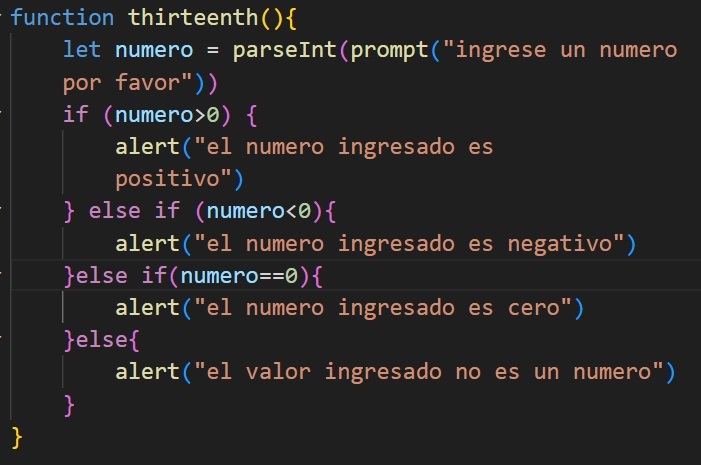 function thirteenth(){
let numero = parseInt(prompt("ingrese un numero
por favor"))
if (numero>0) {
alert("el numero ingresado es
positivo")
} else if (numero<0){
alert("el numero ingresado es negativo")
}else if(numero==0){
alert("el numero ingresado es cero")
}else{
alert("el valor ingresado no es un numero")
}
}